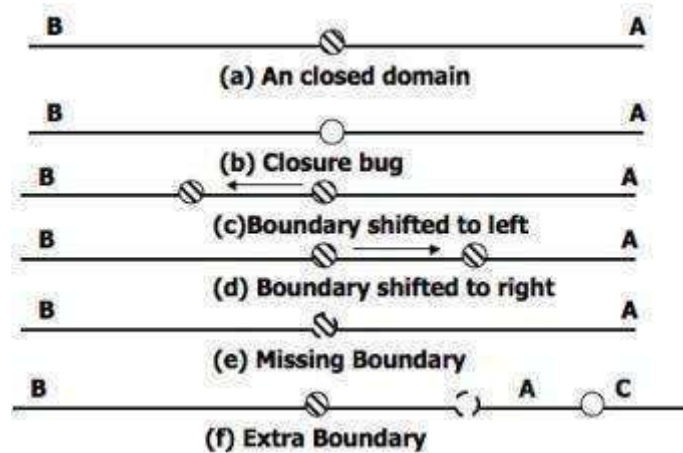 B A
(a) An closed domain
B A
(b) Closure bug
B A
(c)Boundary shifted to left
B A
(d) Boundary shifted to right
B A
(e) Missing Boundary
B A C
(f) Extra Boundary